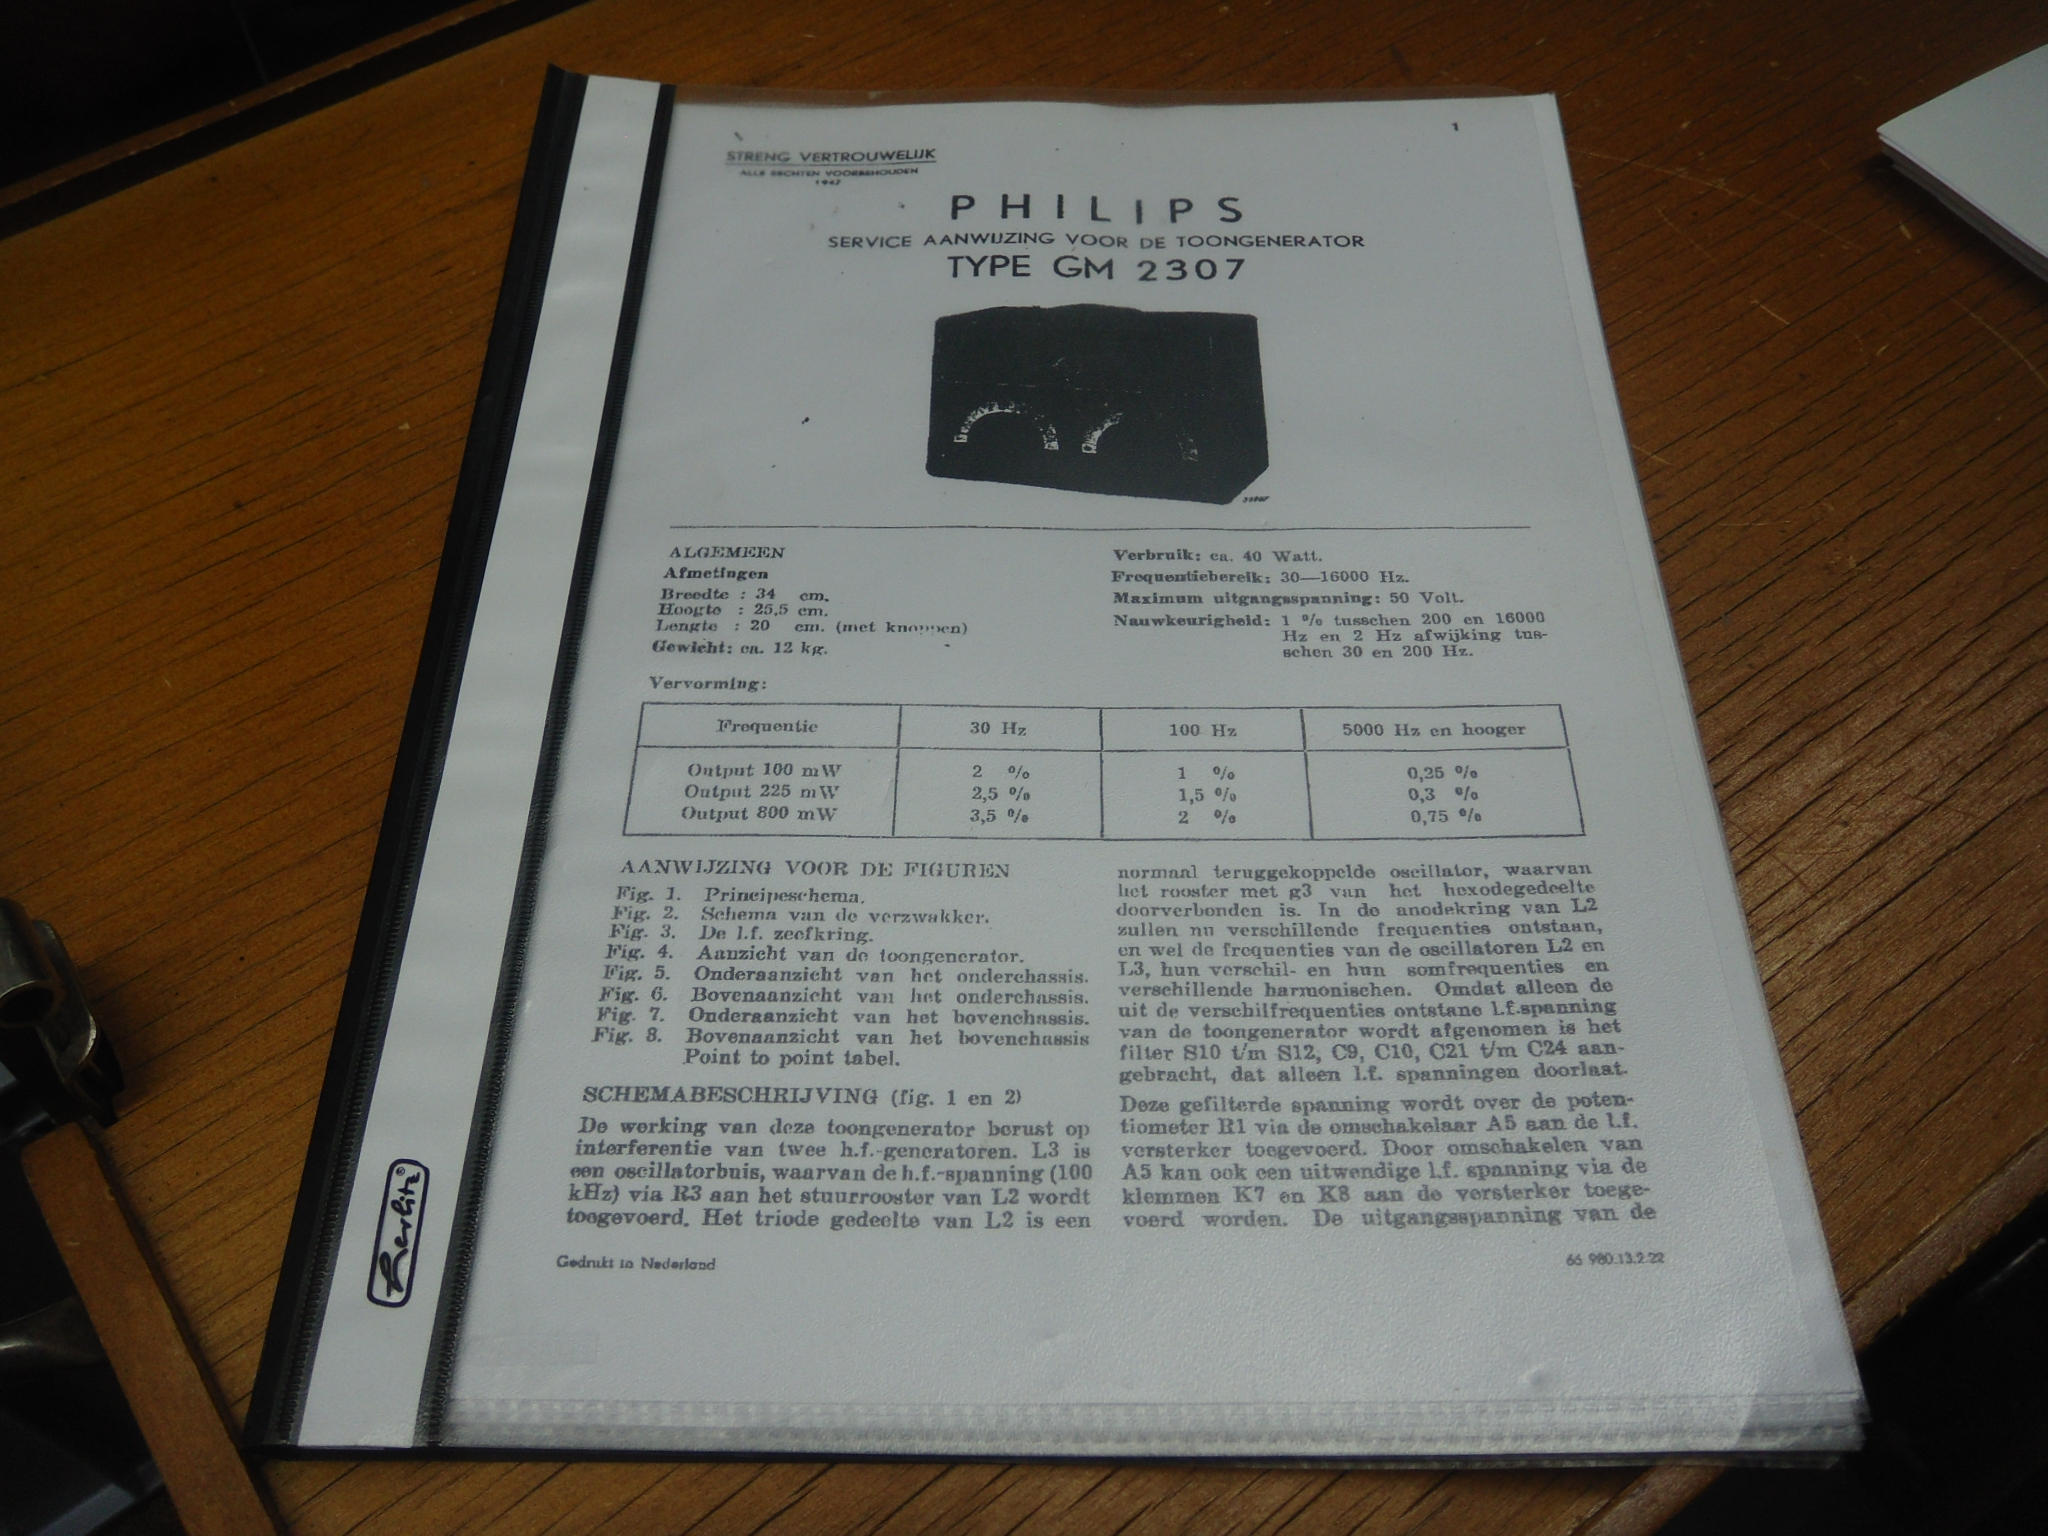 1
STRENG VERTROUWELIJK
ALLE RECHTEN VOORBEHOUDEN
1947
PHILIPS
SERVICE AANWIJZING VOOR DE TOONGENERATOR
TYPE GM 2307
ALGEMEEN
Afmetingen
Breedte : 34 cm.
Hoogte : 25,5 cm.
Lengte : 20 cm. (met knoppen)
Gewicht: ca. 12 kg.
Verbruik: ca. 40 Watt.
Frequentiebereik: 30—16000 Hz.
Maximum uitgangsspanning: 50 Volt.
Nauwkeurigheid: 1 % tusschen 200 en 16000
Hz en 2 Hz afwijking tus-
schen 30 en 200 Hz.
Vervorming:
Frequentie 30 Hz 100 Hz 5000 Hz en hooger
Output 100 mW 2 % 1 % 0,25 %
Output 225 mW 2,5 % 1,5 % 0,3 %
Output 800 mW 3,5 % 2 % 0,75 %
AANWIJZING VOOR DE FIGUREN
Fig. 1. Principeschema.
Fig. 2. Schema van de verzwakker.
Fig. 3. De l.f. zeefkring.
Fig. 4. Aanzicht van de toongenerator.
Fig. 5. Onderaanzicht van het onderchassis.
Fig. 6. Bovenaanzicht van het onderchassis.
Fig. 7. Onderaanzicht van het bovenchassis.
Fig. 8. Bovenaanzicht van het bovenchassis
Point to point tabel.
SCHEMABESCHRIJVING (fig. 1 en 2)
De werking van deze toongenerator berust op
interferentie van twee h.f.-generatoren. L3 is
een oscillatorbuis, waarvan de h.f.-spanning (100
kHz) via R3 aan het stuurrooster van L2 wordt
toegevoerd. Het triode gedeelte van L2 is een
normaal teruggekoppelde oscillator, waarvan
het rooster met g3 van het hexodegedeelte
doorverbonden is. In de anodekring van L2
zullen nu verschillende frequenties ontstaan,
en wel de frequenties van de oscillatoren L2 en
L3, hun verschil- en hun somfrequenties en
verschillende harmonischen. Omdat alleen de
uit de verschilfrequenties ontstane l.f.spanning
van de toongenerator wordt afgenomen is het
filter S10 t/m S12, C9, C10, C21 t/m C24 aan-
gebracht, dat alleen l.f. spanningen doorlaat.
Deze gefilterde spanning wordt over de poten-
tiometer R1 via de omschakelaar A5 aan de l.f.
versterker toegevoerd. Door omschakelen van
A5 kan ook een uitwendige l.f. spanning via de
klemmen K7 en K8 aan de versterker toege-
voerd worden. De uitgangsspanning van de
Gedrukt in Nederland
66 980.13.2-22
herlitz®